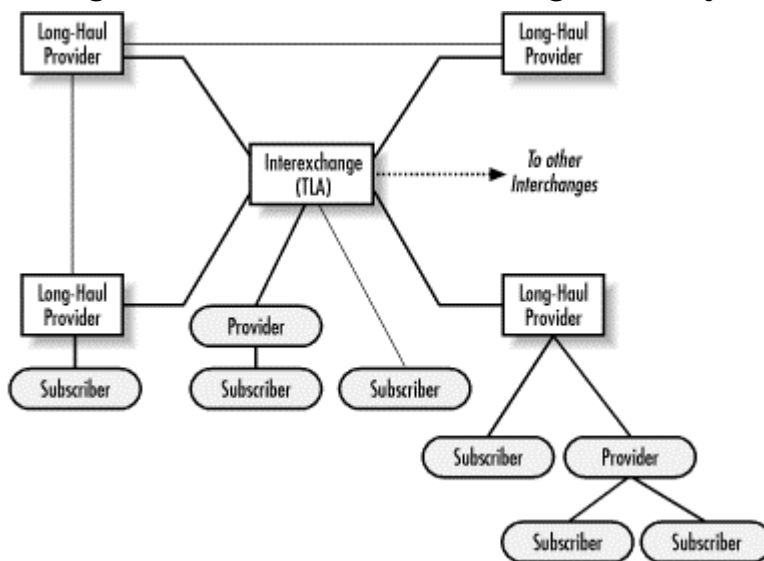 Long-Haul
Provider
Long-Haul
Provider
Interexchange
(TLA)
To other
Interchanges
Long-Haul
Provider
Long-Haul
Provider
Provider
Subscriber
Subscriber
Subscriber
Subscriber
Provider
Subscriber
Subscriber